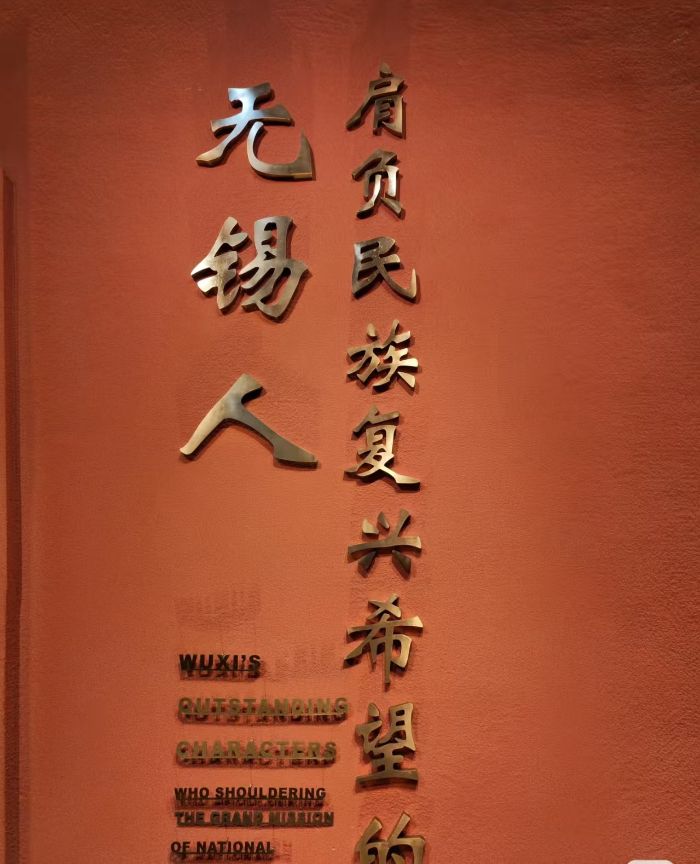 肩负民族复兴希望的
无锡人
WUXI'S
OUTSTANDING
CHARACTERS
WHO SHOULDERING
THE GRAND MISSION
OF NATIONAL